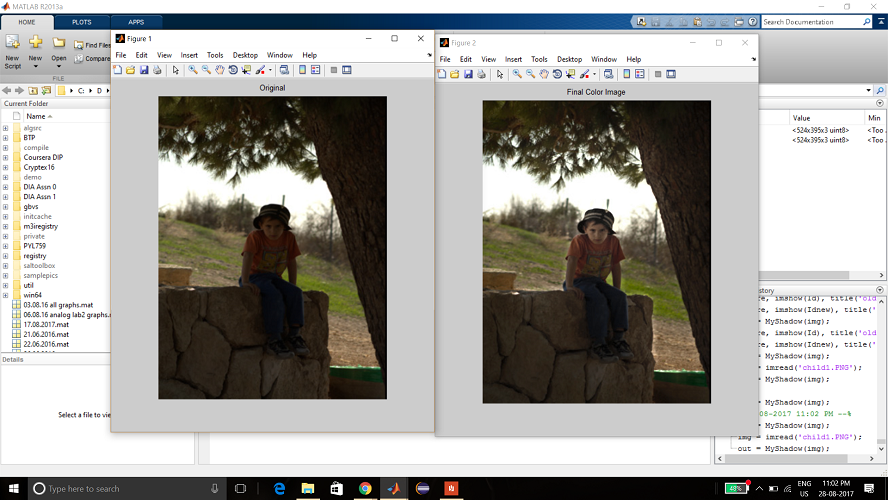 MATLAB R2013a
HOME PLOTS APPS
Search Documentation
New Script
New
Open
Find Files
Compare
FILE
C: D
Current Folder
Name
algsrc
BTP
compile
Coursera DIP
Cryptex16
demo
DIA Assn 0
DIA Assn 1
gbvs
initcache
m3iregistry
private
PYL759
registry
saltoolbox
samplepics
util
win64
03.08.16 all graphs.mat
06.08.16 analog lab2 graphs.m
17.08.2017.mat
21.06.2016.mat
22.06.2016.mat
Details
Select a file to vie
Figure 1
File Edit View Insert Tools Desktop Window Help
Original
Figure 2
File Edit View Insert Tools Desktop Window Help
Final Color Image
Value Min
<524x395x3 uint8> <Too
<524x395x3 uint8> <Too
story
e, imshow(Id), title('old
re, imshow(Idnew), title('
= MyShadow(img);
re, imshow(Id), title('old
re, imshow(Idnew), title('
= MyShadow(img);
= imread('child1.PNG');
= MyShadow(img);
= MyShadow(img);
08-2017 11:02 PM --%
= MyShadow(img);
img = imread('child1.PNG');
out = MyShadow(img);
Type here to search
48%
ENG
US
11:02 PM
28-08-2017